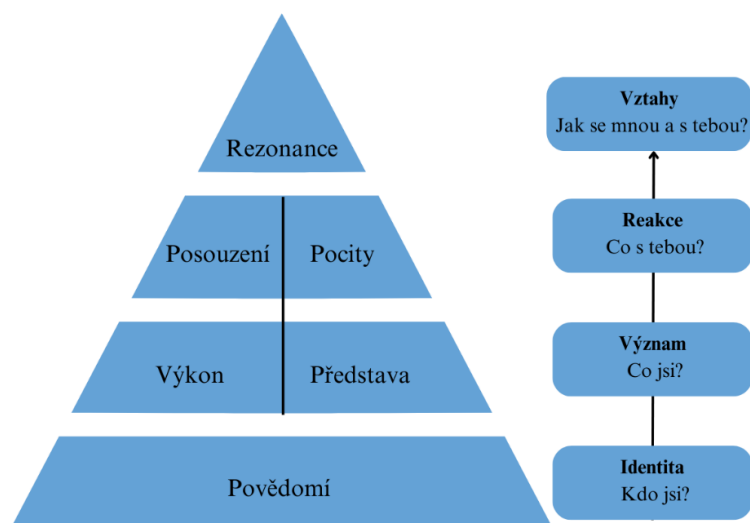 Rezonance
Posouzení
Pocity
Výkon
Představa
Povědomí
Vztahy
Jak se mnou a s tebou?
Reakce
Co s tebou?
Význam
Co jsi?
Identita
Kdo jsi?